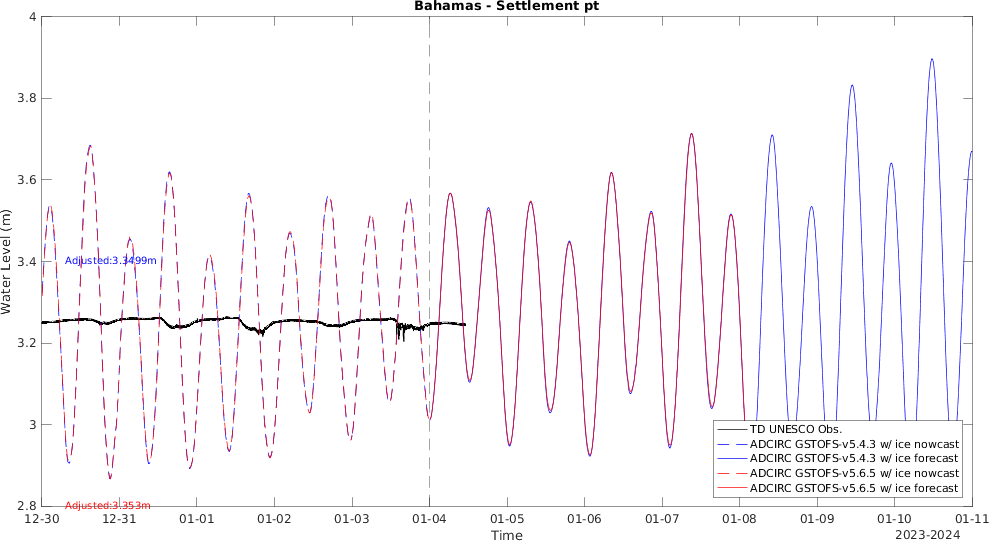 Bahamas - Settlement pt
4
3.8
3.6
3.4
3.2
3
2.8
Water Level (m)
Adjusted:3.3499m
Adjusted:3.353m
TD UNESCO Obs.
ADCIRC GSTOFS-v5.4.3 w/ ice nowcast
ADCIRC GSTOFS-v5.4.3 w/ ice forecast
ADCIRC GSTOFS-v5.6.5 w/ ice nowcast
ADCIRC GSTOFS-v5.6.5 w/ ice forecast
12-30 12-31 01-01 01-02 01-03 01-04 01-05 01-06 01-07 01-08 01-09 01-10 01-11
Time
2023-2024